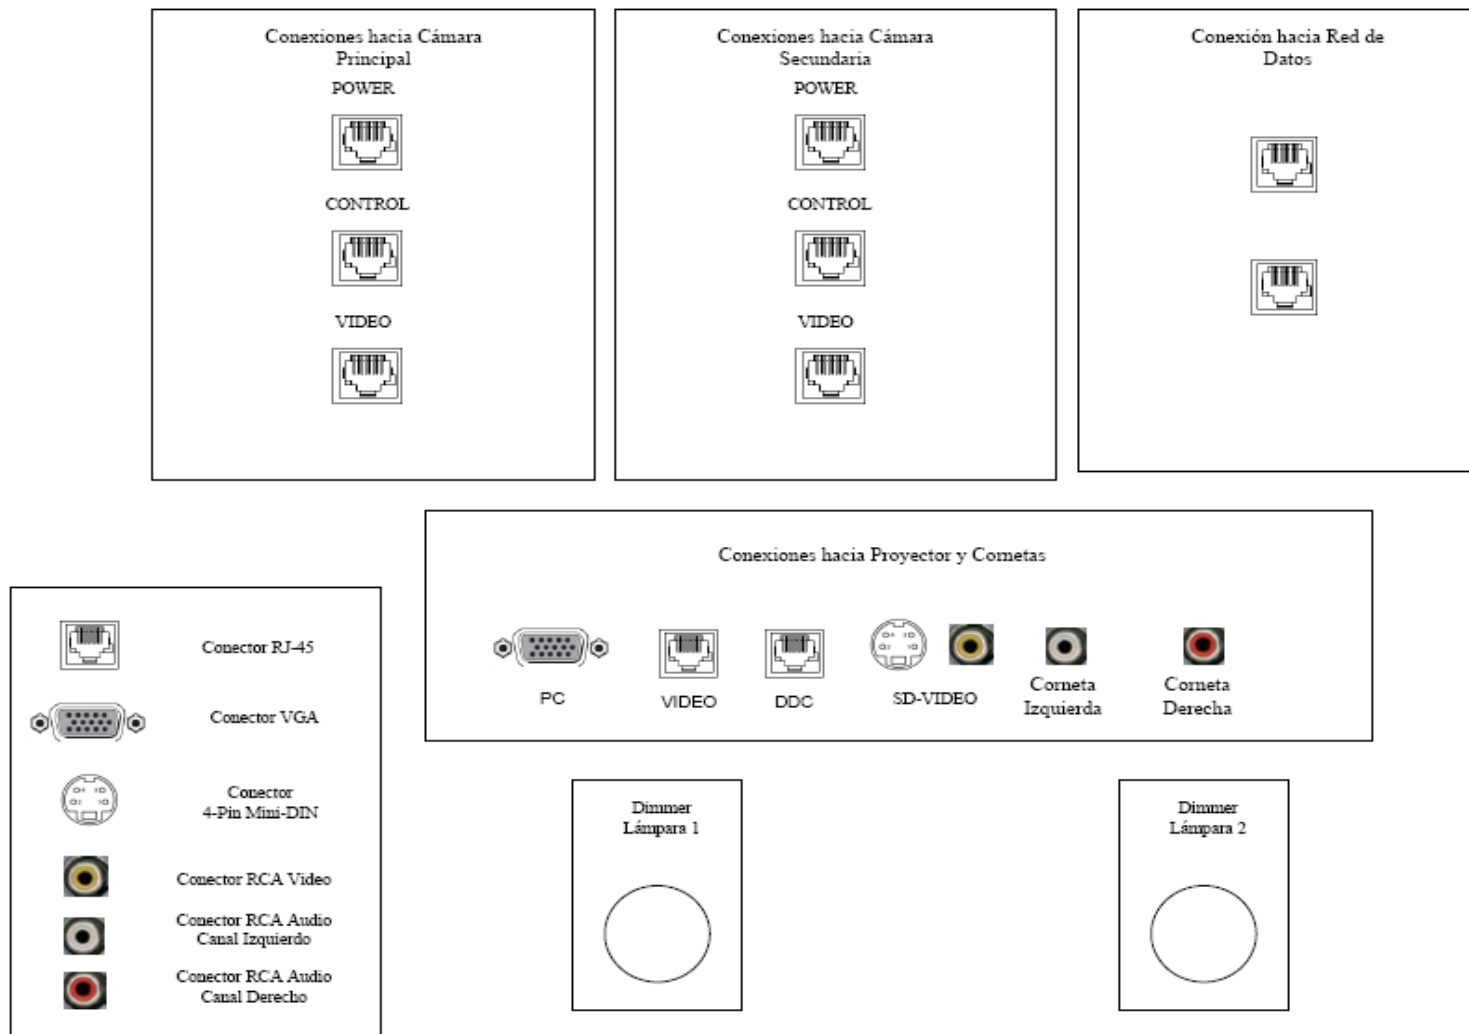 Conexiones hacia Cámara
Principal
POWER
CONTROL
VIDEO
Conexiones hacia Cámara
Secundaria
POWER
CONTROL
VIDEO
Conexión hacia Red de
Datos
Conexiones hacia Proyector y Cornetas
PC
VIDEO
DDC
SD-VIDEO
Corneta
Izquierda
Corneta
Derecha
Conector RJ-45
Conector VGA
Conector
4-Pin Mini-DIN
Conector RCA Video
Conector RCA Audio
Canal Izquierdo
Conector RCA Audio
Canal Derecho
Dimmer
Lámpara 1
Dimmer
Lámpara 2